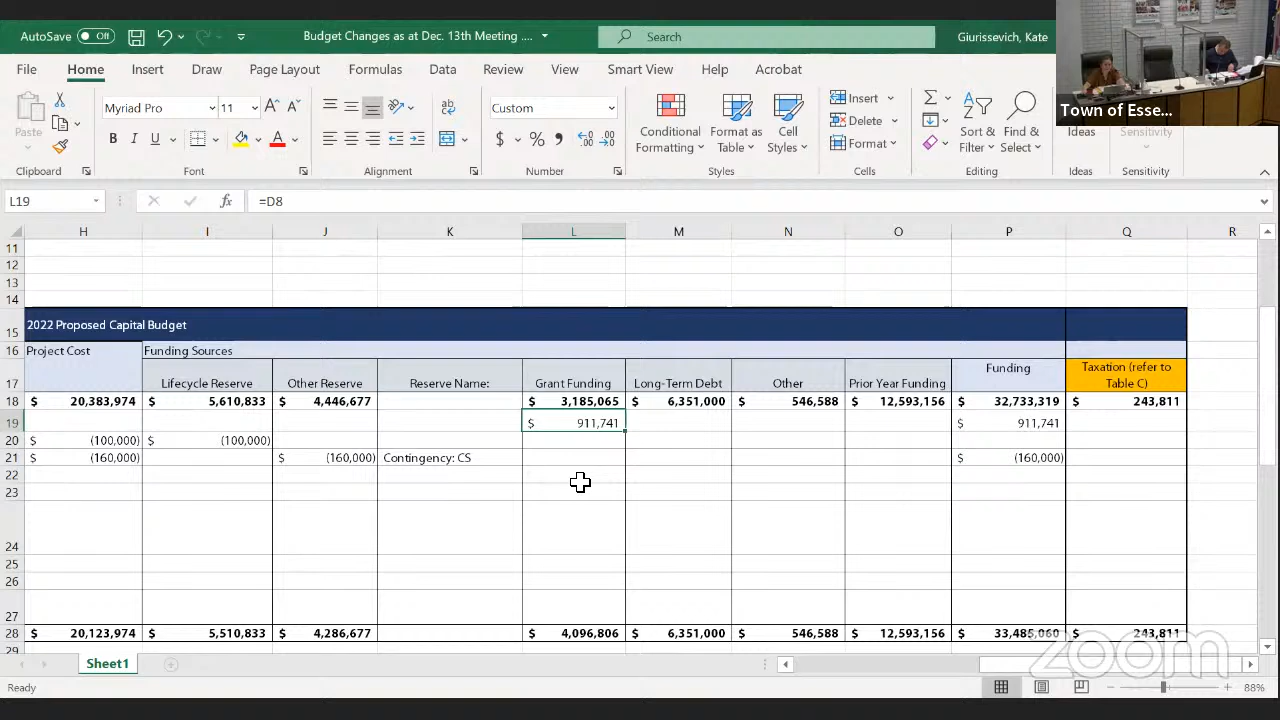 AutoSave Off Budget Changes as at Dec. 13th Meeting .... Search Giurissevich, Kate
Town of Esse...
File Home Insert Draw Page Layout Formulas Data Review View Smart View Help Acrobat
Paste Myriad Pro 11 Custom Conditional Formatting Format as Table Cell Styles Insert Delete Format Sort & Filter Find & Select Ideas Sensitivity
B I U A $ % ,
Clipboard Font Alignment Number Styles Cells Editing Ideas Sensitivity
L19 fx =D8
H I J K L M N O P Q R
11
12
13
14
15 2022 Proposed Capital Budget
16 Project Cost Funding Sources
17 Lifecycle Reserve Other Reserve Reserve Name: Grant Funding Long-Term Debt Other Prior Year Funding Funding Taxation (refer to Table C)
18 $ 20,383,974 $ 5,610,833 $ 4,446,677 $ 3,185,065 $ 6,351,000 $ 546,588 $ 12,593,156 $ 32,733,319 $ 243,811
19 $ 911,741 $ 911,741
20 $ (100,000) $ (100,000)
21 $ (160,000) $ (160,000) Contingency: CS $ (160,000)
22
23
24
25
26
27
28 $ 20,123,974 $ 5,510,833 $ 4,286,677 $ 4,096,806 $ 6,351,000 $ 546,588 $ 12,593,156 $ 33,485,060 $ 243,811
29
Sheet1
zoom
Ready 88%